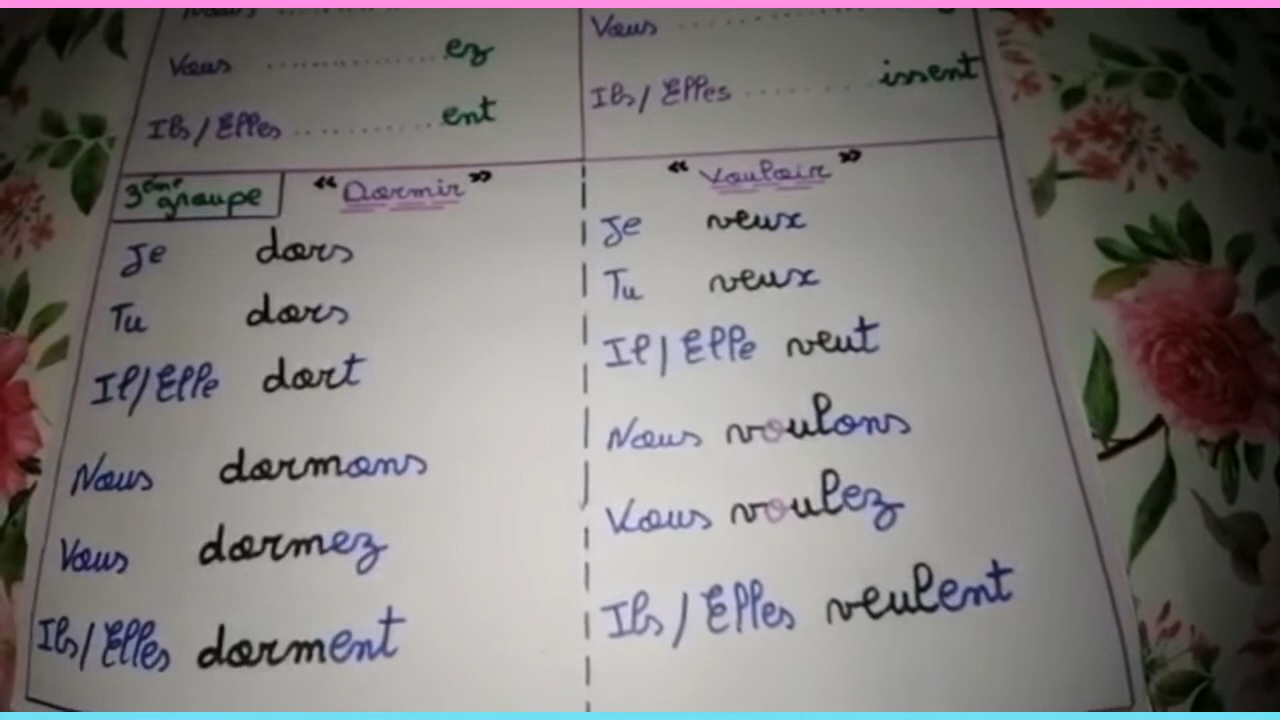 Nous ..........
Vous .......... ez
Ils/Elles .......... ent
Vous ..........
Ils/Elles .......... issent
3ème groupe
"Dormir"
Je dors
Tu dors
Il/Elle dort
Nous dormons
Vous dormez
Ils/Elles dorment
"Vouloir"
Je veux
Tu veux
Il/Elle veut
Nous voulons
Vous voulez
Ils/Elles veulent